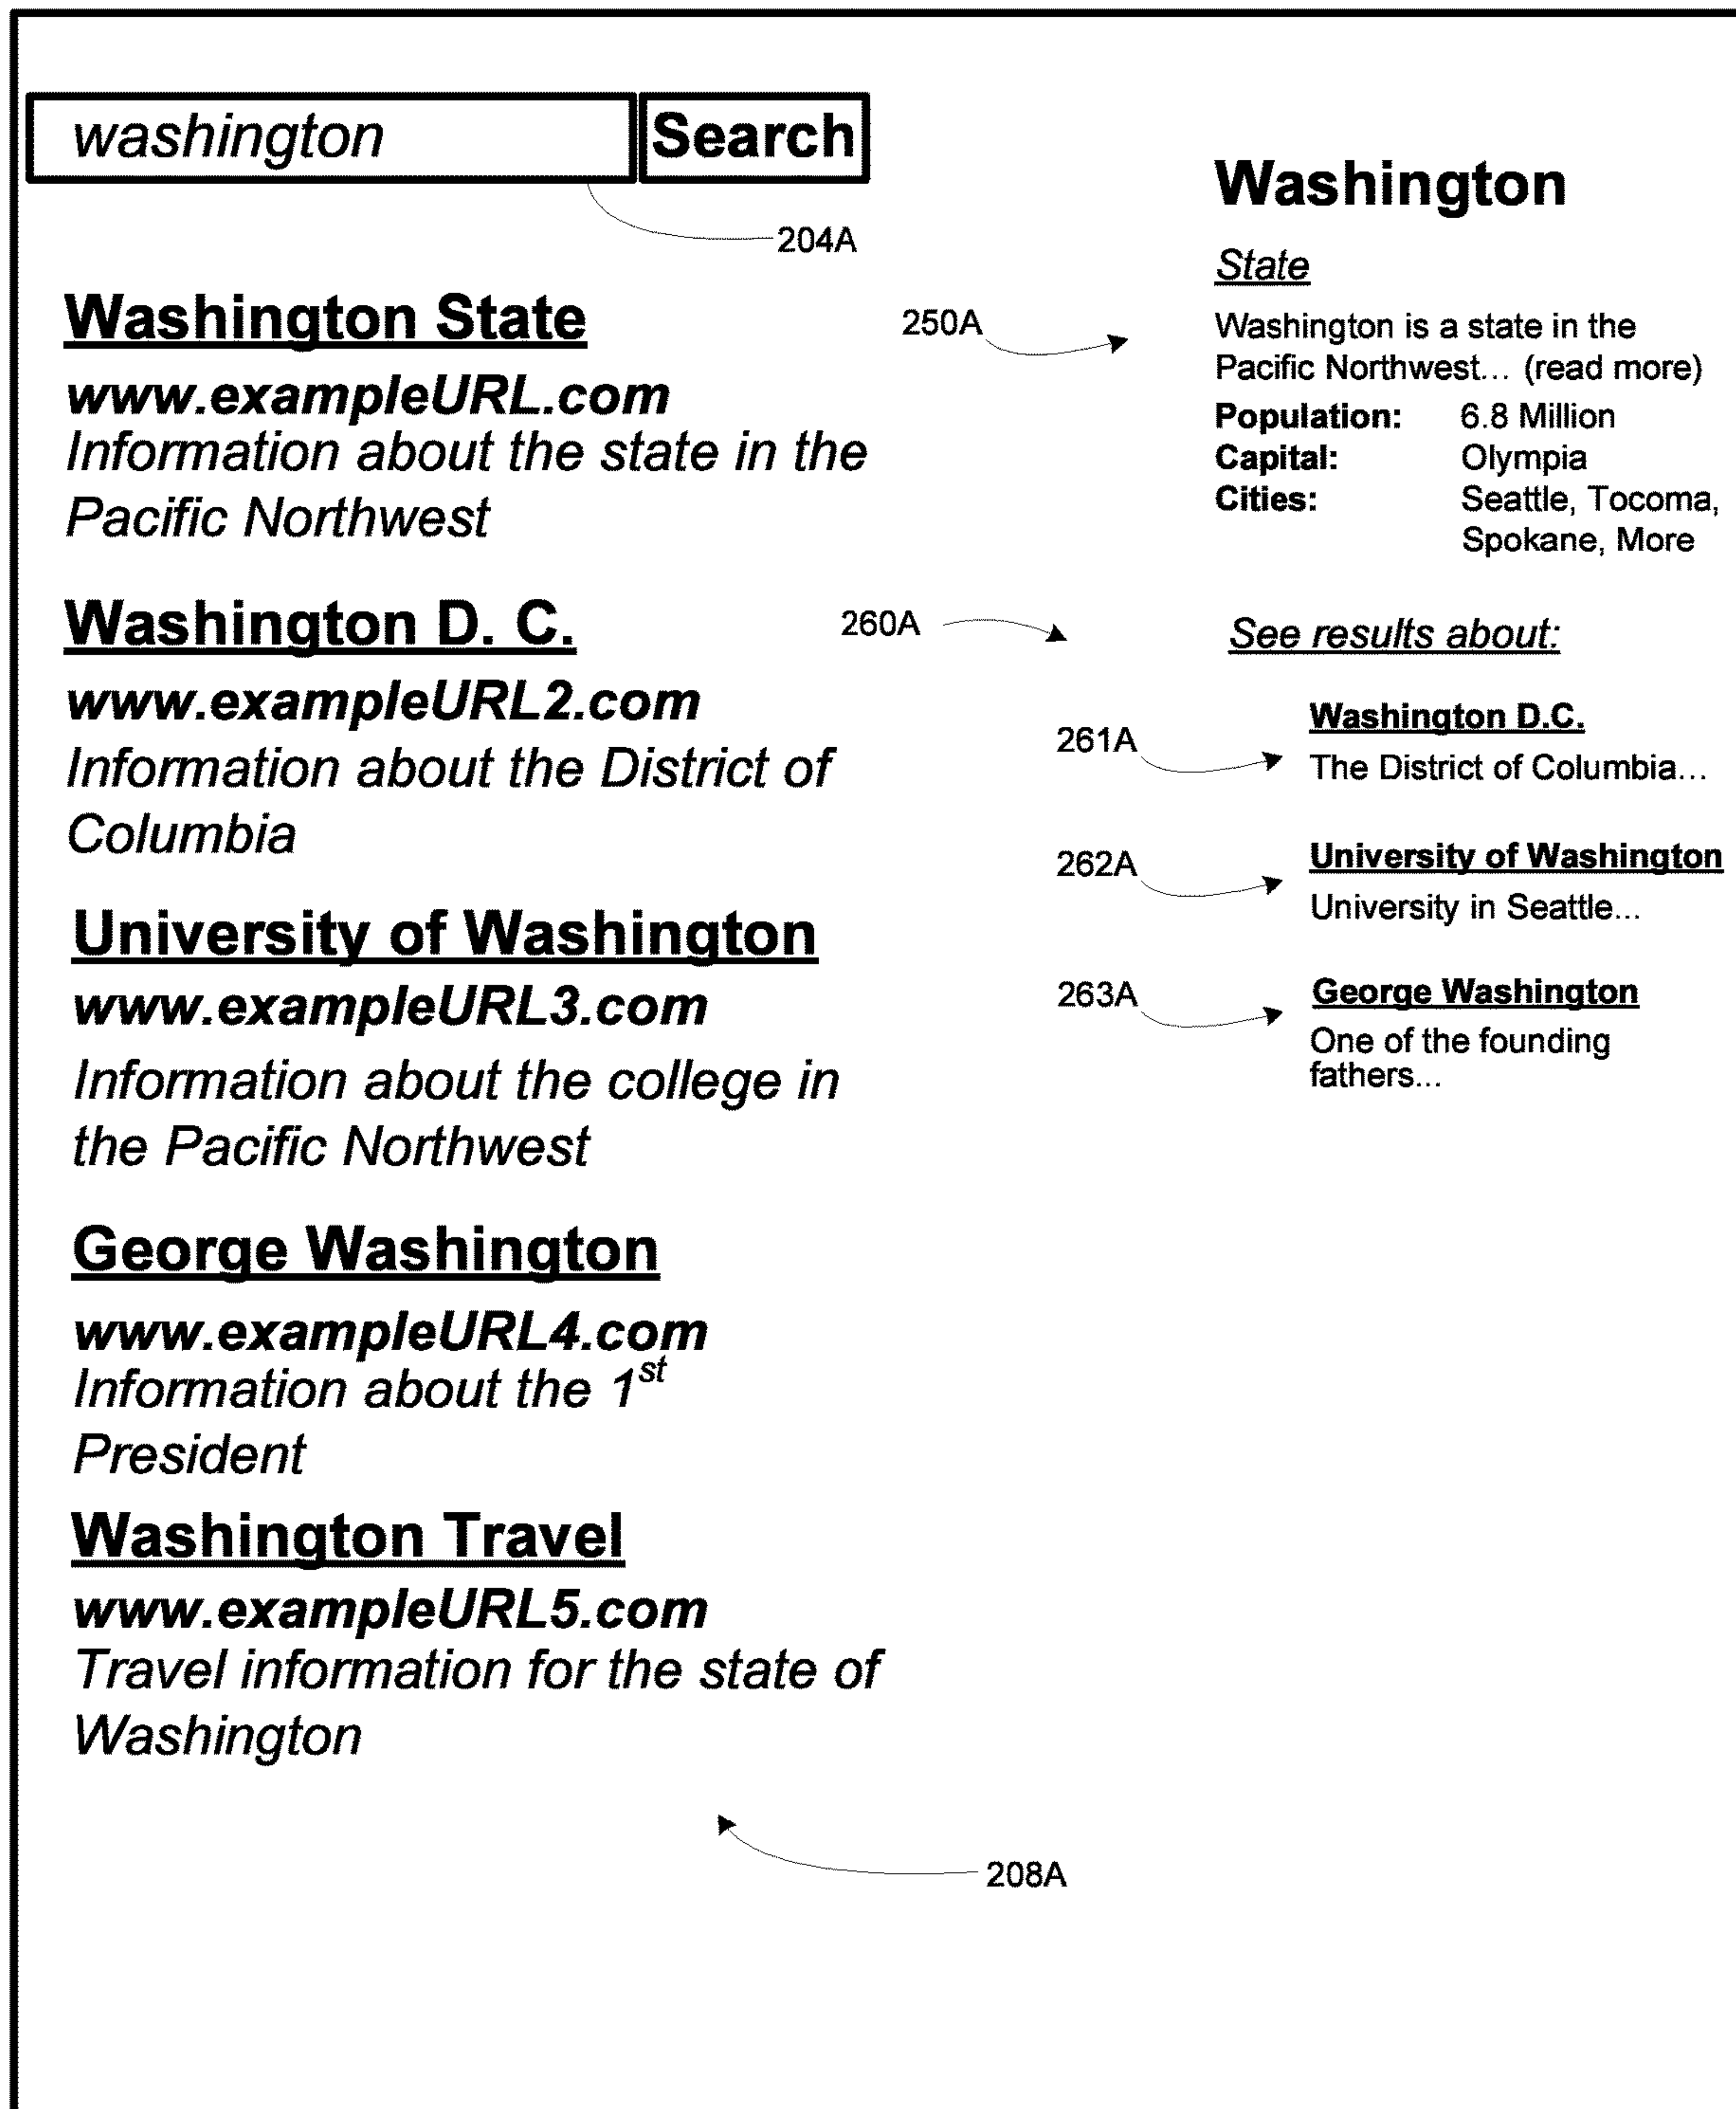 washington
Search
204A
Washington State
www.exampleURL.com
Information about the state in the
Pacific Northwest
Washington D. C.
www.exampleURL2.com
Information about the District of
Columbia
University of Washington
www.exampleURL3.com
Information about the college in
the Pacific Northwest
George Washington
www.exampleURL4.com
Information about the 1st
President
Washington Travel
www.exampleURL5.com
Travel information for the state of
Washington
208A
250A
Washington
State
Washington is a state in the
Pacific Northwest... (read more)
Population: 6.8 Million
Capital: Olympia
Cities: Seattle, Tocoma,
Spokane, More
260A
See results about:
261A
Washington D.C.
The District of Columbia...
262A
University of Washington
University in Seattle...
263A
George Washington
One of the founding
fathers...